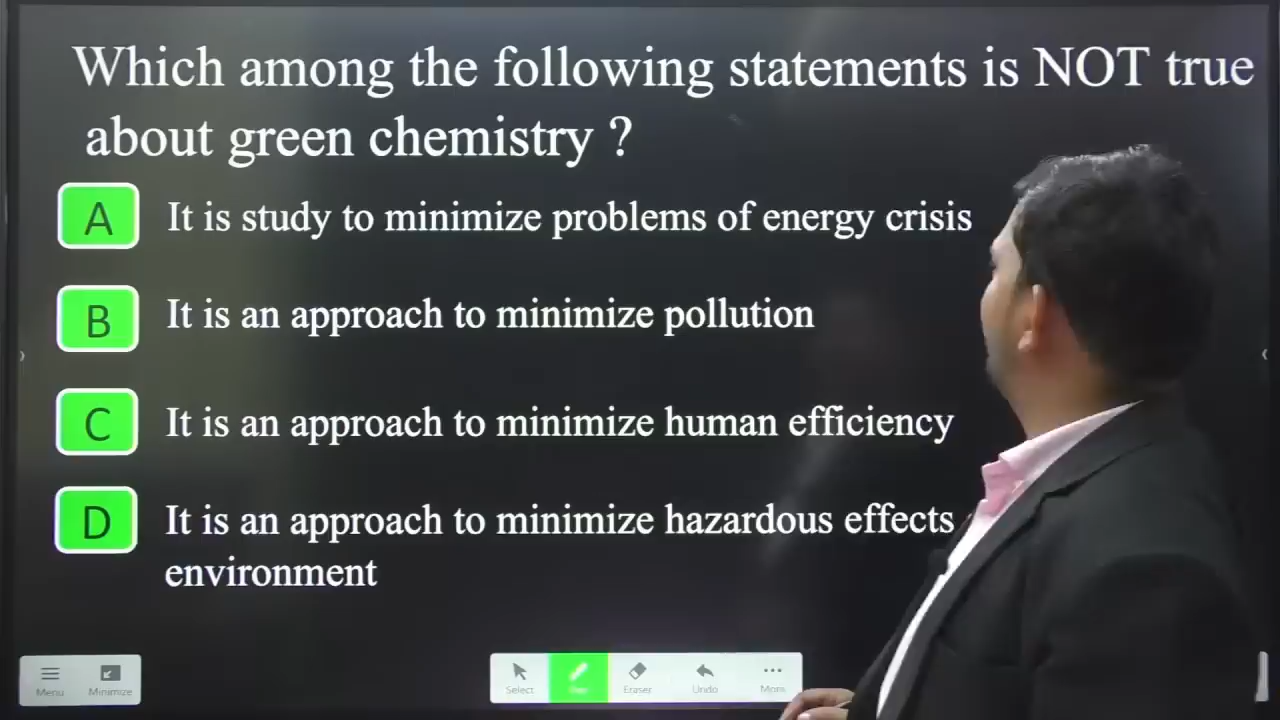 Which among the following statements is NOT true
about green chemistry ?
A It is study to minimize problems of energy crisis
B It is an approach to minimize pollution
C It is an approach to minimize human efficiency
D It is an approach to minimize hazardous effects
environment
Menu Minimize Select Pen Eraser Undo More